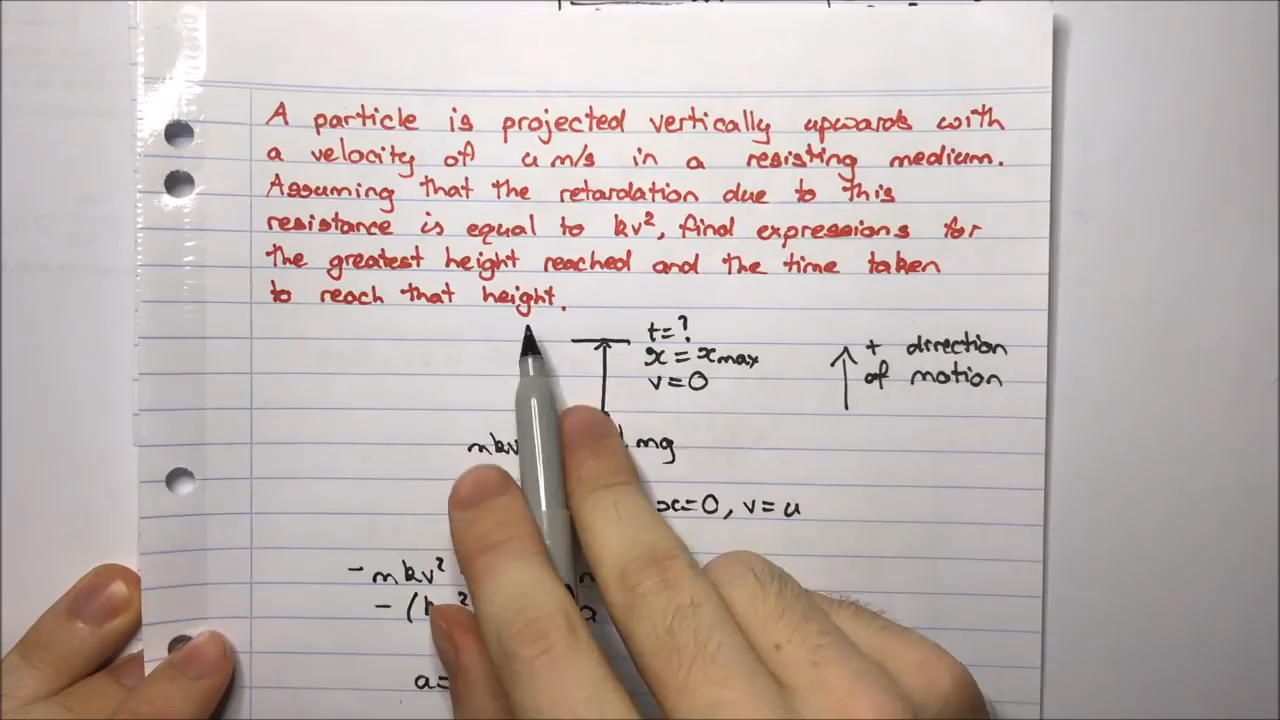 A particle is projected vertically upwards with
a velocity of u m/s in a resisting medium.
Assuming that the retardation due to this
resistance is equal to kv², find expressions for
the greatest height reached and the time taken
to reach that height.
t=?
x = xmax
v=0
+ direction
of motion
mkv
mg
x=0, v=u
- mkv²
- (
a=